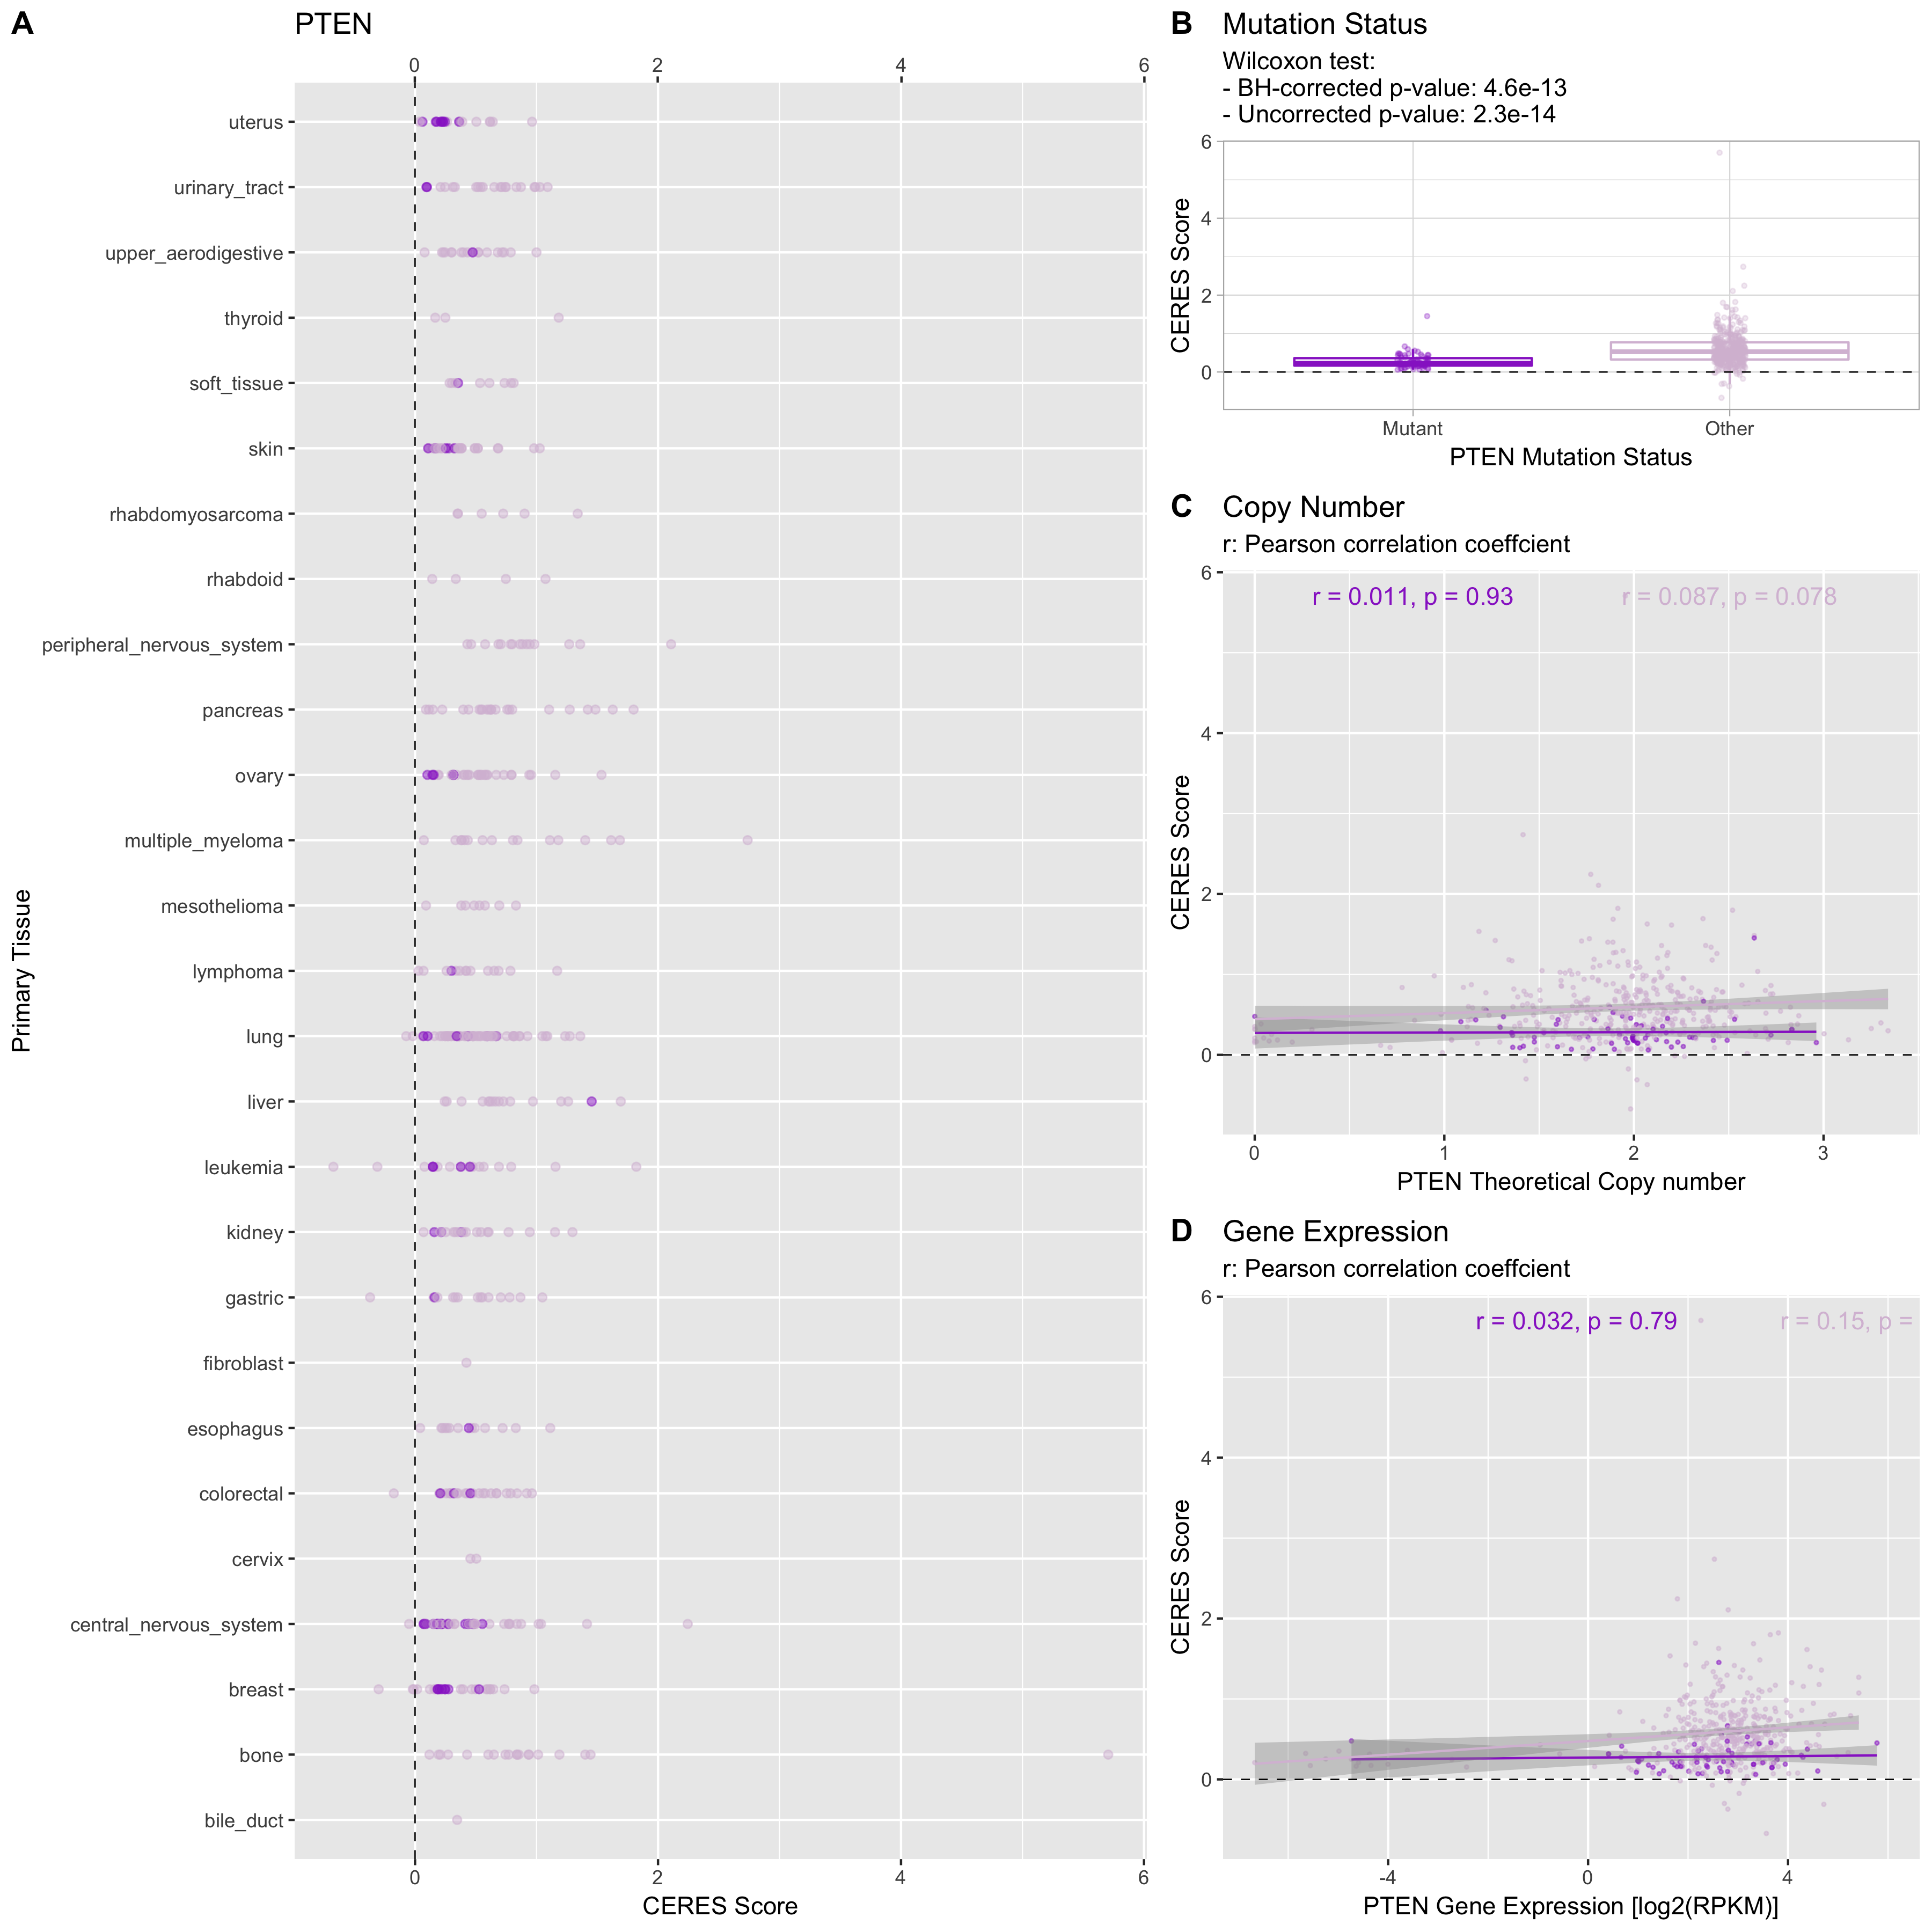 A
PTEN
0 2 4 6
uterus
urinary_tract
upper_aerodigestive
thyroid
soft_tissue
skin
rhabdomyosarcoma
rhabdoid
peripheral_nervous_system
pancreas
ovary
multiple_myeloma
mesothelioma
lymphoma
lung
liver
leukemia
kidney
gastric
fibroblast
esophagus
colorectal
cervix
central_nervous_system
breast
bone
bile_duct
Primary Tissue
0 2 4 6
CERES Score
B Mutation Status
Wilcoxon test:
- BH-corrected p-value: 4.6e-13
- Uncorrected p-value: 2.3e-14
6
4
2
0
CERES Score
Mutant Other
PTEN Mutation Status
C Copy Number
r: Pearson correlation coeffcient
r = 0.011, p = 0.93 r = 0.087, p = 0.078
6
4
2
0
CERES Score
0 1 2 3
PTEN Theoretical Copy number
D Gene Expression
r: Pearson correlation coeffcient
r = 0.032, p = 0.79 r = 0.15, p =
6
4
2
0
CERES Score
-4 0 4
PTEN Gene Expression [log2(RPKM)]